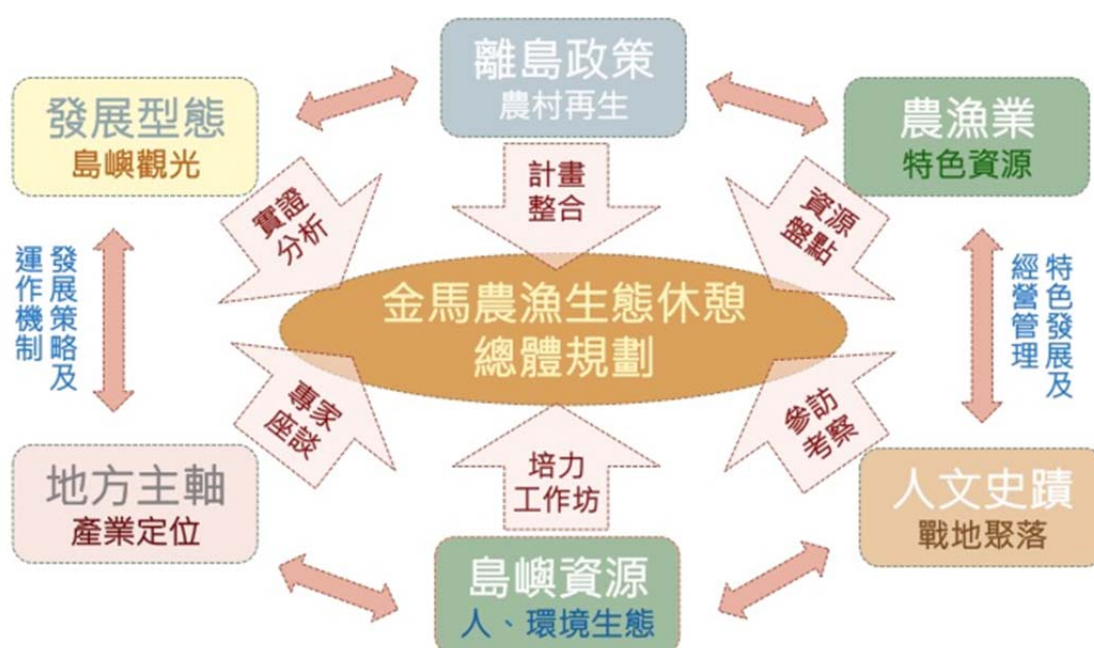 離島政策
農村再生
發展型態
島嶼觀光
農漁業
特色資源
計畫
整合
實證
分析
資源
盤點
發展策略及
運作機制
金馬農漁生態休憩
總體規劃
特色發展及
經營管理
專家
座談
參訪
考察
培力
工作坊
地方主軸
產業定位
人文史蹟
戰地聚落
島嶼資源
人、環境生態